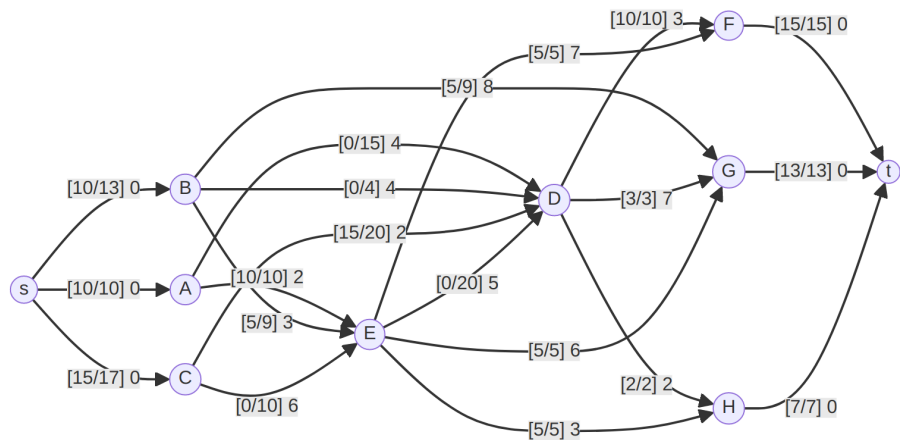 [10/10] 3
F
[15/15] 0
[5/5] 7
[5/9] 8
[0/15] 4
G
[13/13] 0
t
[10/13] 0
B
[0/4] 4
D
[3/3] 7
[15/20] 2
s
[10/10] 0
A
[10/10] 2
[0/20] 5
[5/9] 3
E
[5/5] 6
[15/17] 0
C
[2/2] 2
[0/10] 6
H
[7/7] 0
[5/5] 3